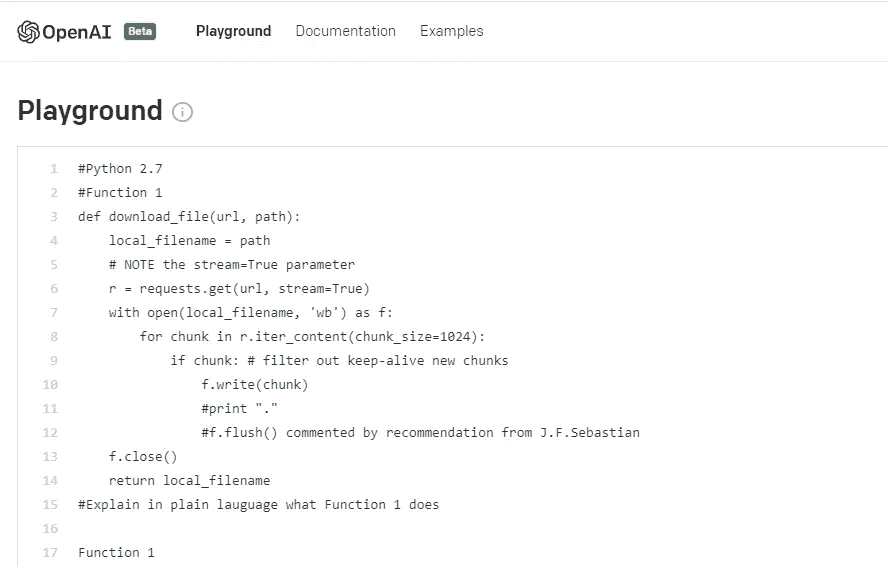 OpenAI Beta Playground Documentation Examples
Playground
1 #Python 2.7
2 #Function 1
3 def download_file(url, path):
4     local_filename = path
5     # NOTE the stream=True parameter
6     r = requests.get(url, stream=True)
7     with open(local_filename, 'wb') as f:
8         for chunk in r.iter_content(chunk_size=1024):
9             if chunk: # filter out keep-alive new chunks
10                 f.write(chunk)
11                 #print "."
12                 #f.flush() commented by recommendation from J.F.Sebastian
13     f.close()
14     return local_filename
15 #Explain in plain lauguage what Function 1 does
16
17 Function 1